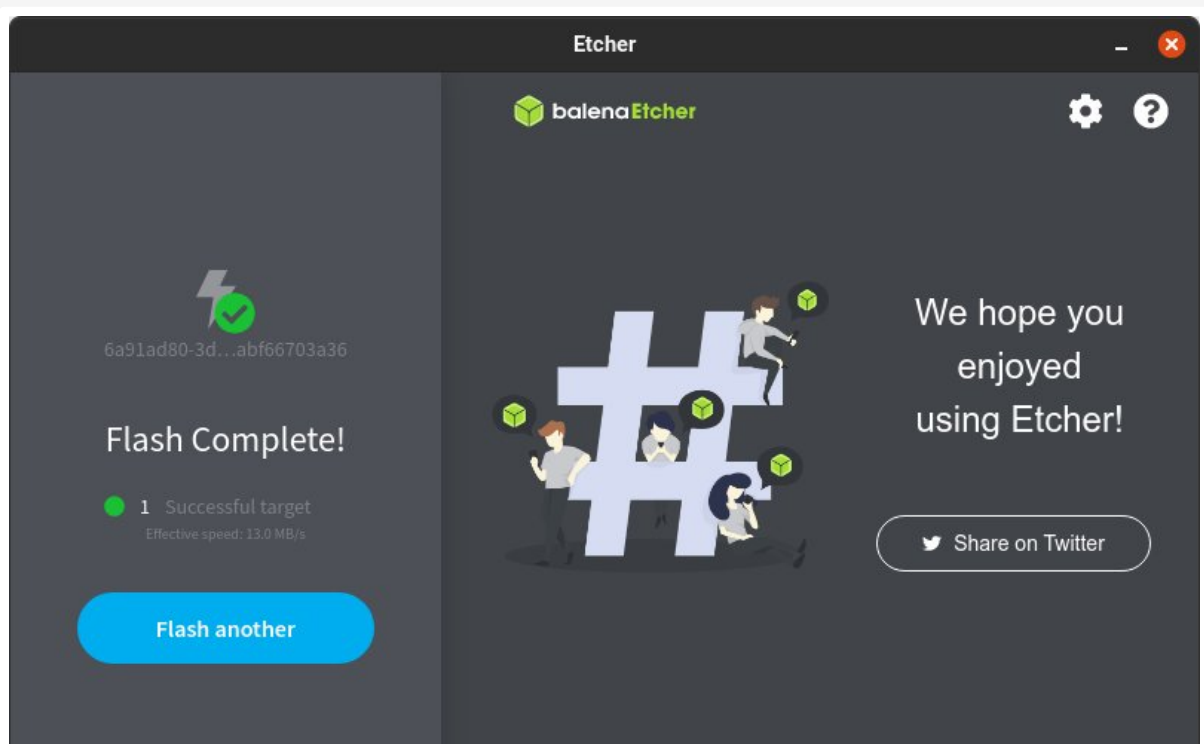 Etcher
balenaEtcher
6a91ad80-3d...abf66703a36
Flash Complete!
1 Successful target
Effective speed: 13.0 MB/s
Flash another
We hope you
enjoyed
using Etcher!
Share on Twitter